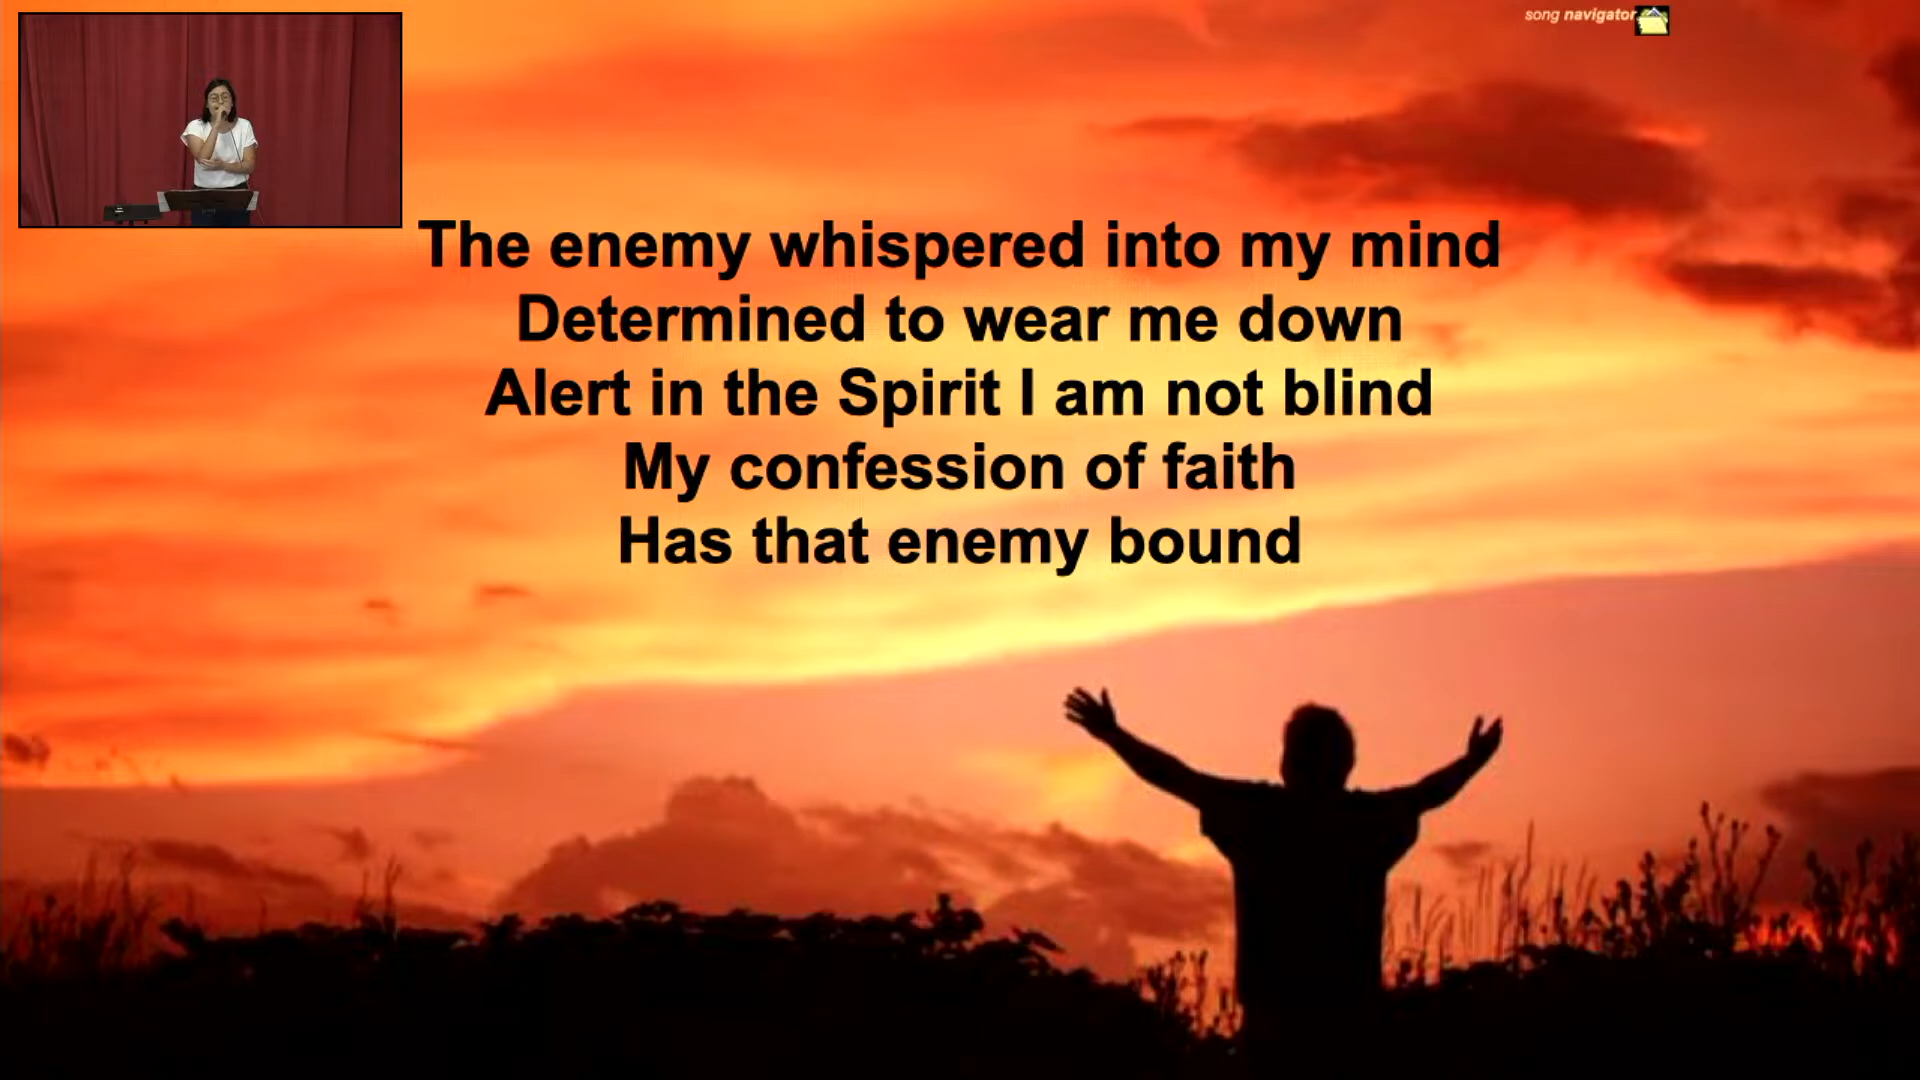 song navigator
The enemy whispered into my mind
Determined to wear me down
Alert in the Spirit I am not blind
My confession of faith
Has that enemy bound